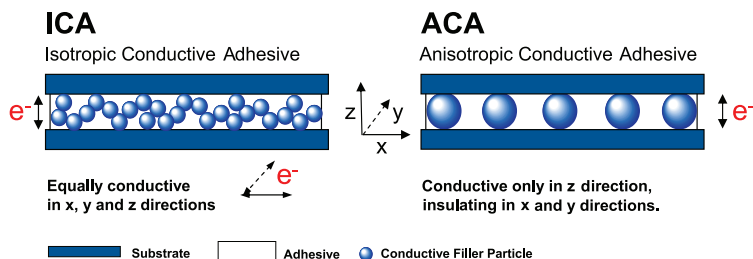 ICA
Isotropic Conductive Adhesive
e-
ACA
Anisotropic Conductive Adhesive
e-
z
y
x
Equally conductive
in x, y and z directions
e-
Conductive only in z direction,
insulating in x and y directions.
Substrate
Adhesive
Conductive Filler Particle